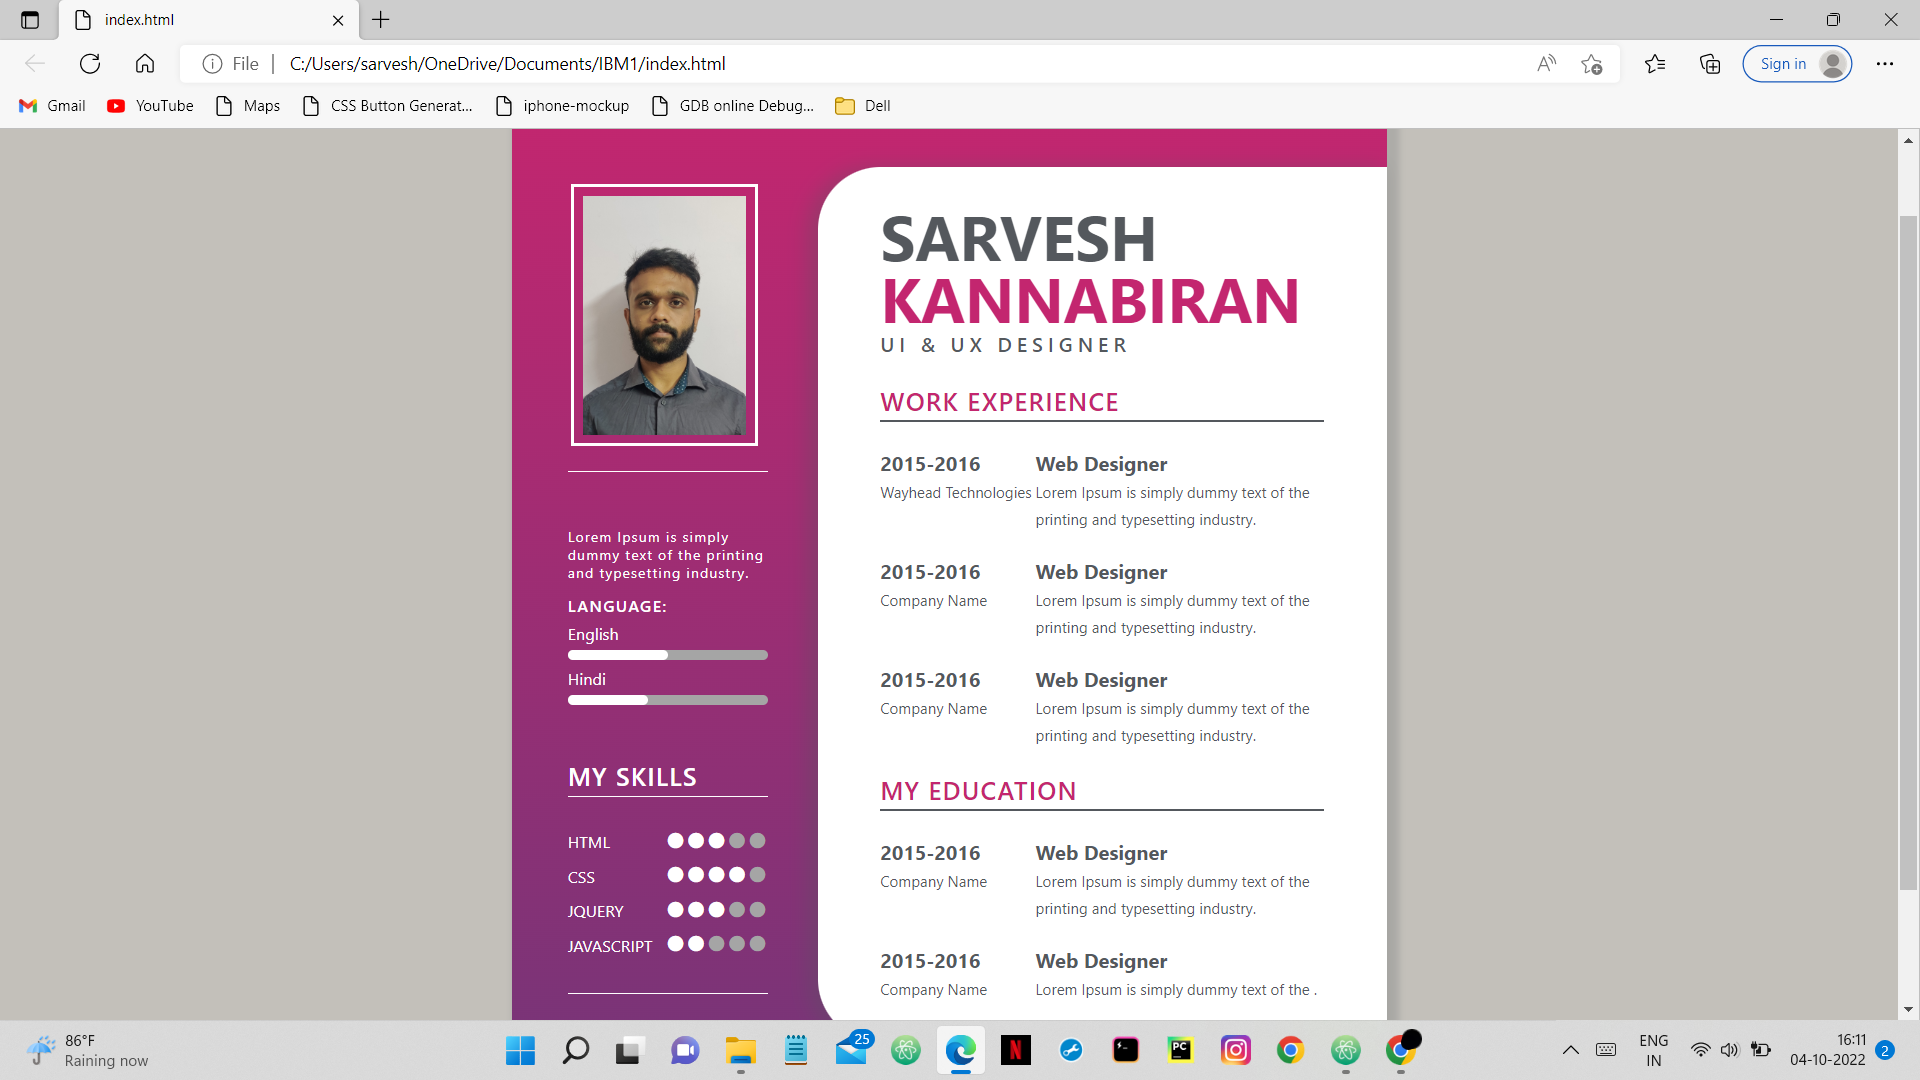 index.html
File
C:/Users/sarvesh/OneDrive/Documents/IBM1/index.html
Sign in
Gmail
YouTube
Maps
CSS Button Generat...
iphone-mockup
GDB online Debug...
Dell
Lorem Ipsum is simply
dummy text of the printing
and typesetting industry.
LANGUAGE:
English
Hindi
MY SKILLS
HTML
CSS
JQUERY
JAVASCRIPT
SARVESH
KANNABIRAN
UI & UX DESIGNER
WORK EXPERIENCE
2015-2016 Web Designer
Wayhead Technologies Lorem Ipsum is simply dummy text of the
printing and typesetting industry.
2015-2016 Web Designer
Company Name Lorem Ipsum is simply dummy text of the
printing and typesetting industry.
2015-2016 Web Designer
Company Name Lorem Ipsum is simply dummy text of the
printing and typesetting industry.
MY EDUCATION
2015-2016 Web Designer
Company Name Lorem Ipsum is simply dummy text of the
printing and typesetting industry.
2015-2016 Web Designer
Company Name Lorem Ipsum is simply dummy text of the .
86°F
Raining now
25
N
PC
ENG
IN
16:11
04-10-2022
2